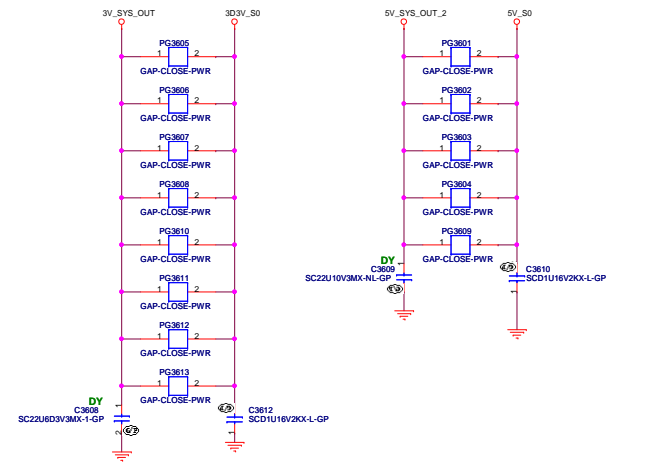 3V_SYS_OUT
3D3V_S0
5V_SYS_OUT_2
5V_S0
PG3605
1 2
GAP-CLOSE-PWR
PG3606
1 2
GAP-CLOSE-PWR
PG3607
1 2
GAP-CLOSE-PWR
PG3608
1 2
GAP-CLOSE-PWR
PG3610
1 2
GAP-CLOSE-PWR
PG3611
1 2
GAP-CLOSE-PWR
PG3612
1 2
GAP-CLOSE-PWR
PG3613
1 2
GAP-CLOSE-PWR
DY
1
C3608
SC22U6D3V3MX-1-GP
2
C3612
SCD1U16V2KX-L-GP
1
PG3601
1 2
GAP-CLOSE-PWR
PG3602
1 2
GAP-CLOSE-PWR
PG3603
1 2
GAP-CLOSE-PWR
PG3604
1 2
GAP-CLOSE-PWR
PG3609
1 2
GAP-CLOSE-PWR
DY
1
C3609
SC22U10V3MX-NL-GP
C3610
SCD1U16V2KX-L-GP
1